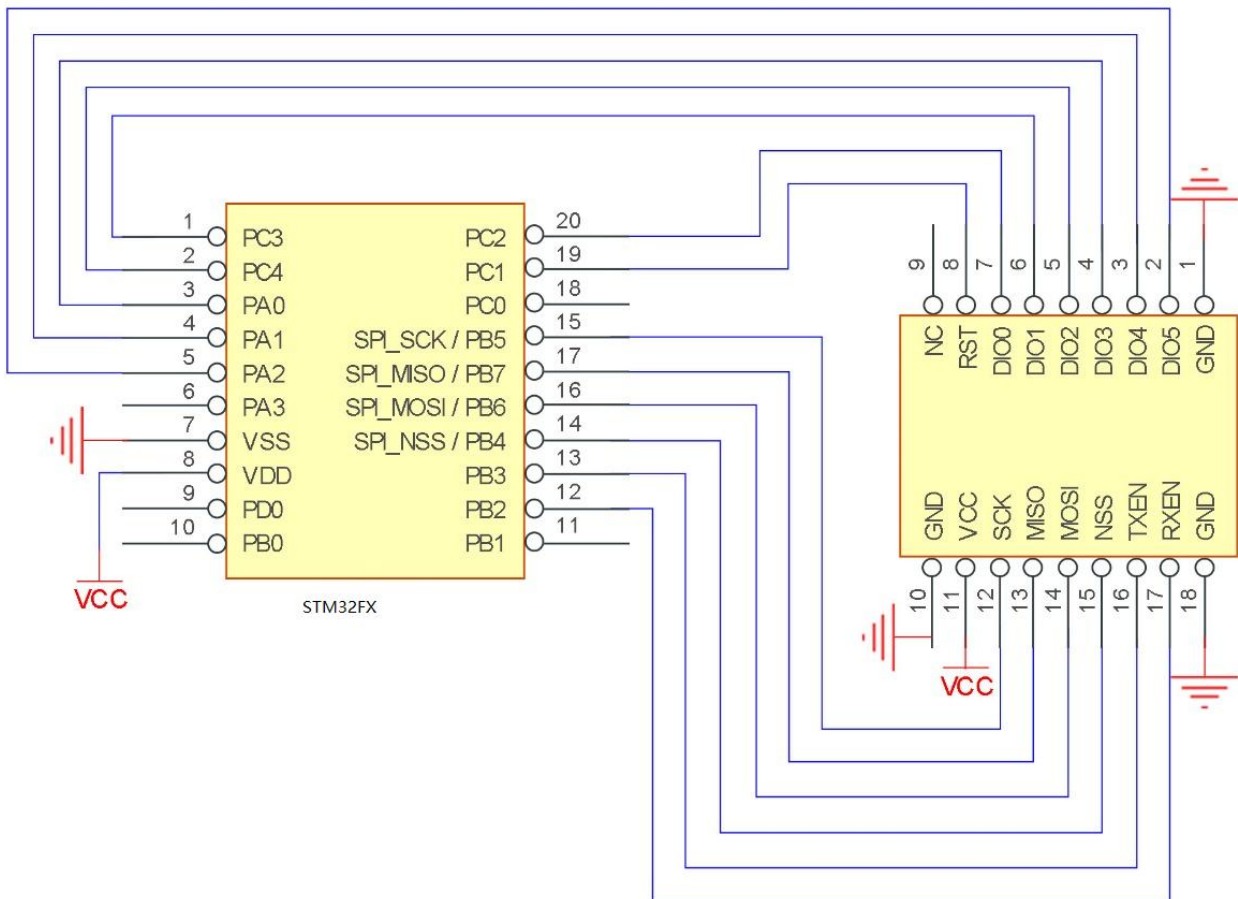 1 PC3
2 PC4
3 PA0
4 PA1
5 PA2
6 PA3
7 VSS
8 VDD
9 PD0
10 PB0
VCC
PC2 20
PC1 19
PC0 18
SPI_SCK / PB5 15
SPI_MISO / PB7 17
SPI_MOSI / PB6 16
SPI_NSS / PB4 14
PB3 13
PB2 12
PB1 11
STM32FX
9 8 7 6 5 4 3 2 1
NC RST DIO0 DIO1 DIO2 DIO3 DIO4 DIO5 GND
GND VCC SCK MISO MOSI NSS TXEN RXEN GND
10 11 12 13 14 15 16 17 18
VCC